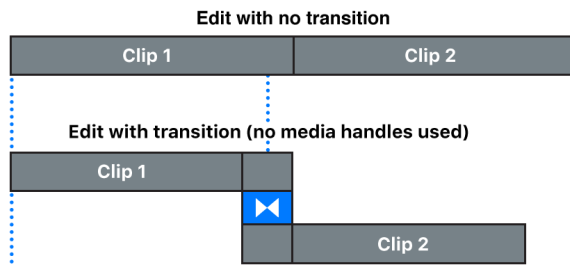 Edit with no transition
Clip 1 Clip 2
Edit with transition (no media handles used)
Clip 1
Clip 2